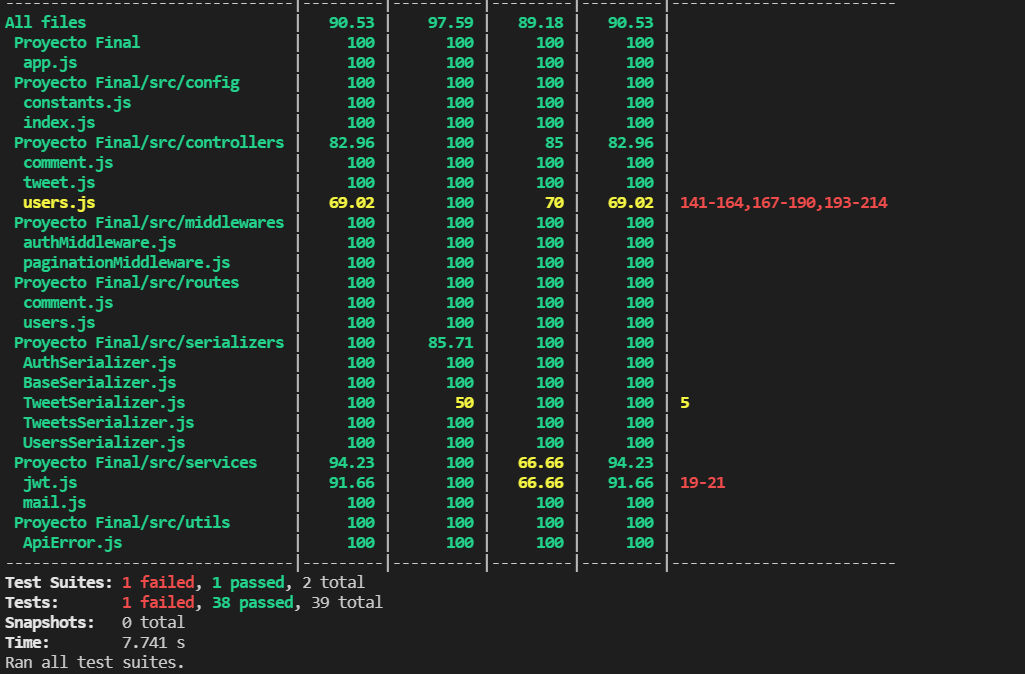 -------------------------------|---------|----------|---------|---------|-------------------------
All files                      |   90.53 |    97.59 |   89.18 |   90.53 |
 Proyecto Final                |     100 |      100 |     100 |     100 |
  app.js                       |     100 |      100 |     100 |     100 |
 Proyecto Final/src/config     |     100 |      100 |     100 |     100 |
  constants.js                 |     100 |      100 |     100 |     100 |
  index.js                     |     100 |      100 |     100 |     100 |
 Proyecto Final/src/controllers |   82.96 |      100 |      85 |   82.96 |
  comment.js                   |     100 |      100 |     100 |     100 |
  tweet.js                     |     100 |      100 |     100 |     100 |
  users.js                     |   69.02 |      100 |      70 |   69.02 | 141-164,167-190,193-214
 Proyecto Final/src/middlewares |     100 |      100 |     100 |     100 |
  authMiddleware.js            |     100 |      100 |     100 |     100 |
  paginationMiddleware.js      |     100 |      100 |     100 |     100 |
 Proyecto Final/src/routes     |     100 |      100 |     100 |     100 |
  comment.js                   |     100 |      100 |     100 |     100 |
  users.js                     |     100 |      100 |     100 |     100 |
 Proyecto Final/src/serializers |     100 |    85.71 |     100 |     100 |
  AuthSerializer.js            |     100 |      100 |     100 |     100 |
  BaseSerializer.js            |     100 |      100 |     100 |     100 |
  TweetSerializer.js           |     100 |       50 |     100 |     100 | 5
  TweetsSerializer.js          |     100 |      100 |     100 |     100 |
  UsersSerializer.js           |     100 |      100 |     100 |     100 |
 Proyecto Final/src/services   |   94.23 |      100 |   66.66 |   94.23 |
  jwt.js                       |   91.66 |      100 |   66.66 |   91.66 | 19-21
  mail.js                      |     100 |      100 |     100 |     100 |
 Proyecto Final/src/utils      |     100 |      100 |     100 |     100 |
  ApiError.js                  |     100 |      100 |     100 |     100 |
-------------------------------|---------|----------|---------|---------|-------------------------
Test Suites: 1 failed, 1 passed, 2 total
Tests:       1 failed, 38 passed, 39 total
Snapshots:   0 total
Time:        7.741 s
Ran all test suites.